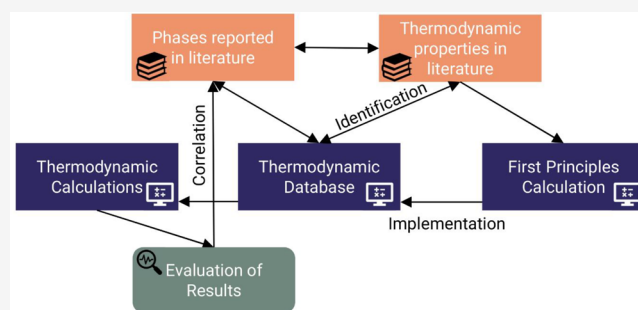 Phases reported
in literature
Thermodynamic
properties in
literature
Identification
Correlation
Thermodynamic
Calculations
Thermodynamic
Database
First Principles
Calculation
Implementation
Evaluation of
Results